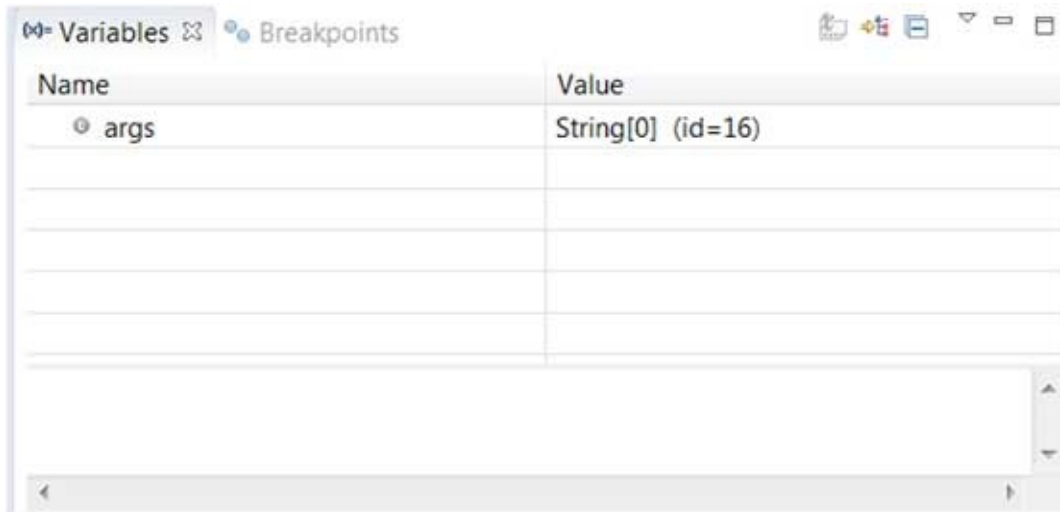 (x)= Variables Breakpoints
Name Value
args String[0] (id=16)